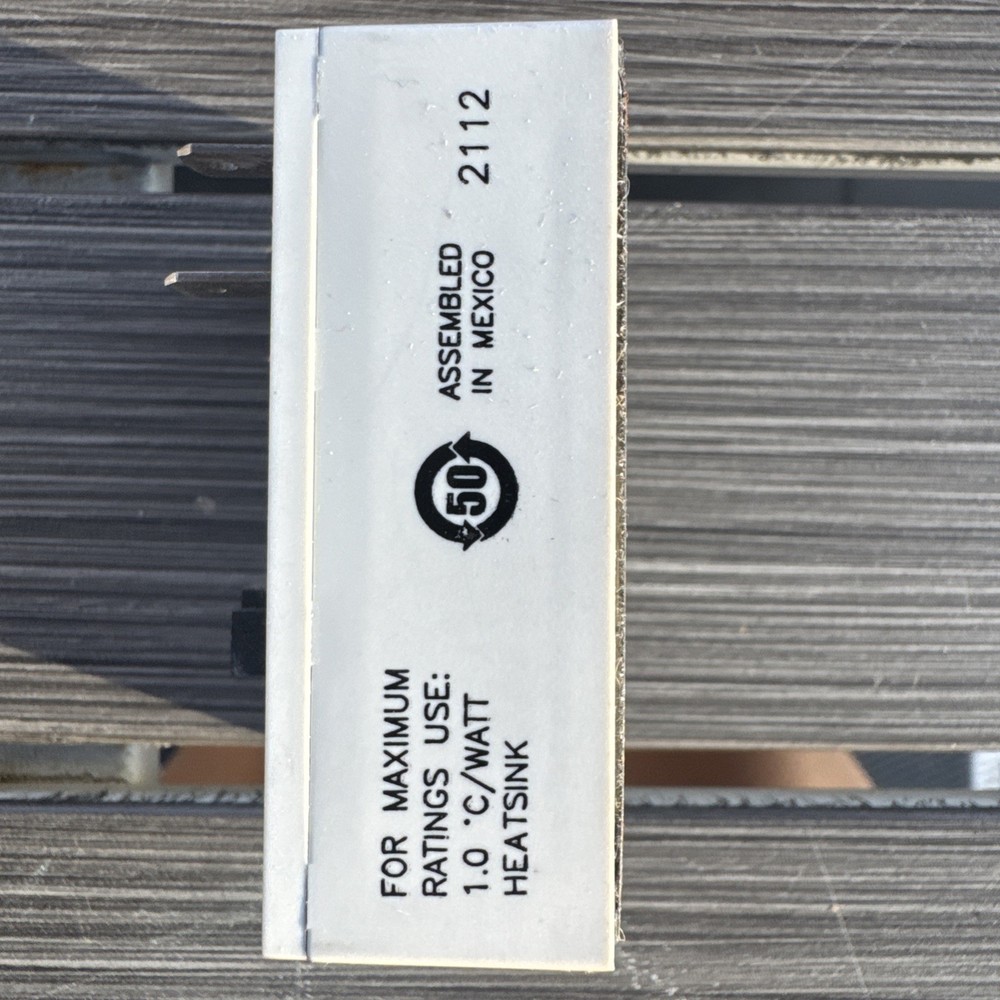 FOR MAXIMUM
RATINGS USE:
1.0 °C/WATT
HEATSINK
50
ASSEMBLED
IN MEXICO
2112